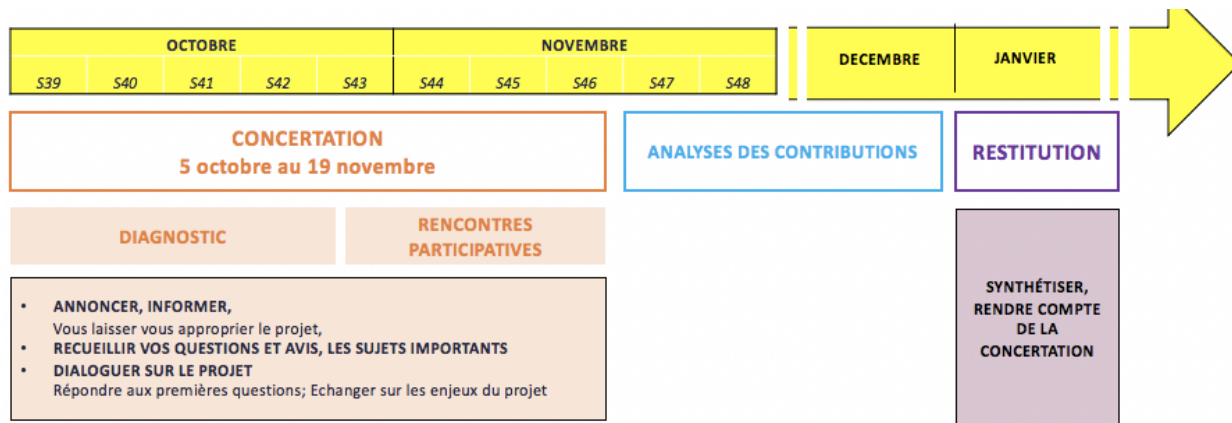 OCTOBRE NOVEMBRE DECEMBRE JANVIER
S39 S40 S41 S42 S43 S44 S45 S46 S47 S48
CONCERTATION
5 octobre au 19 novembre
ANALYSES DES CONTRIBUTIONS
RESTITUTION
DIAGNOSTIC
RENCONTRES
PARTICIPATIVES
• ANNONCER, INFORMER,
Vous laisser vous approprier le projet,
• RECUEILLIR VOS QUESTIONS ET AVIS, LES SUJETS IMPORTANTS
• DIALOGUER SUR LE PROJET
Répondre aux premières questions; Echanger sur les enjeux du projet
SYNTHÉTISER,
RENDRE COMPTE
DE LA
CONCERTATION